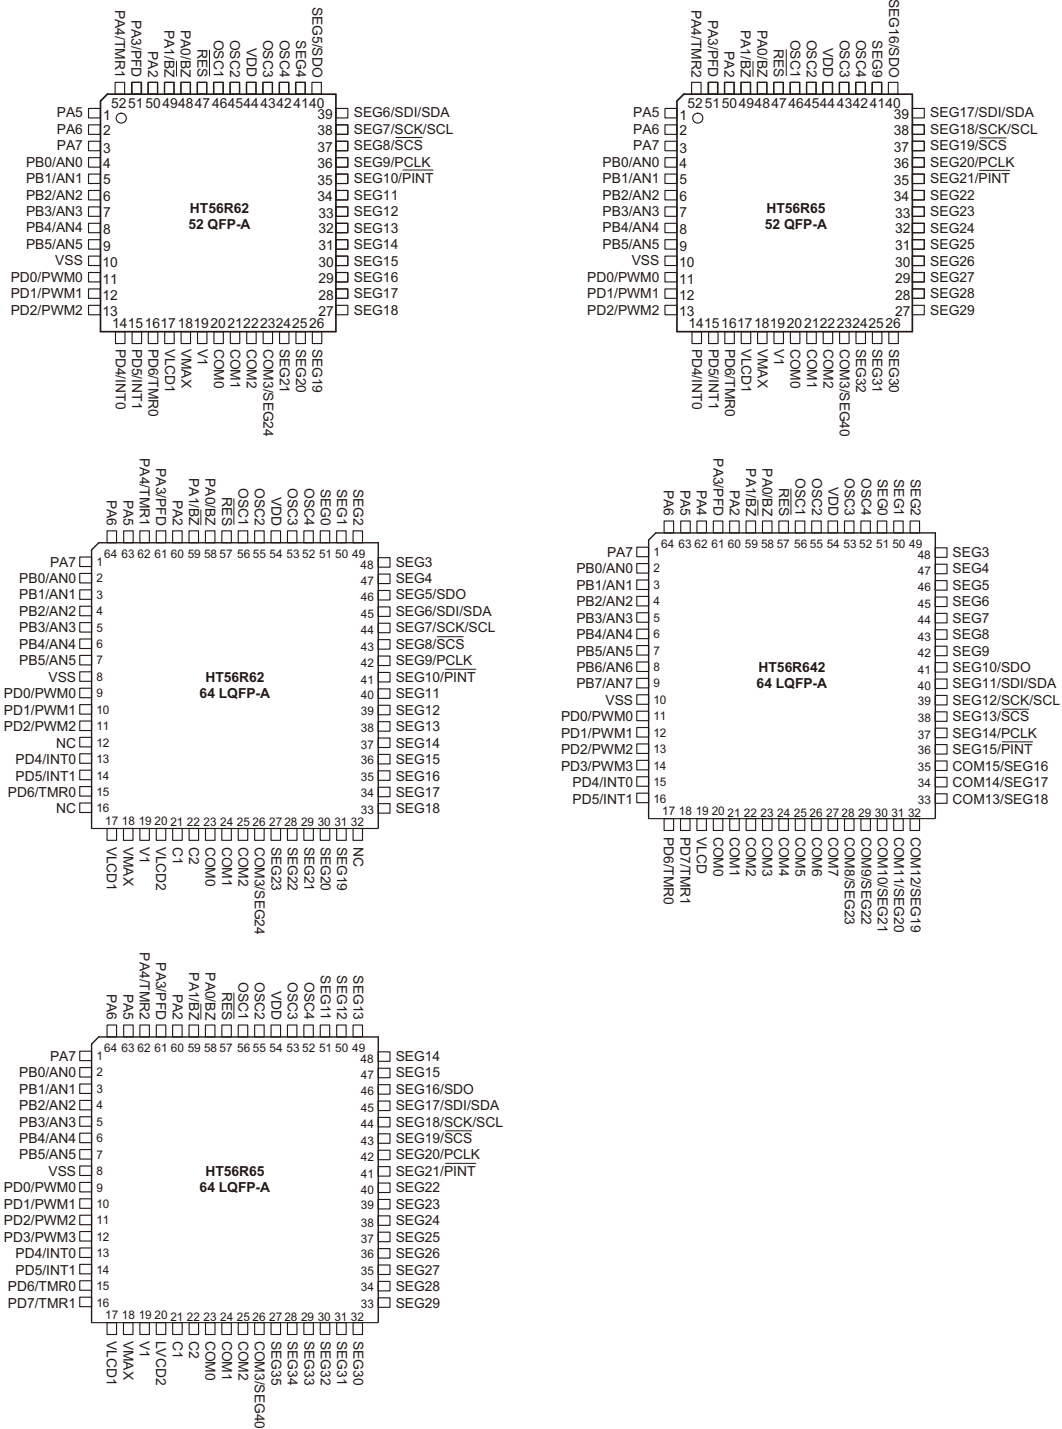 PA4/TMR1
PA3/PFD
PA2
PA1/BZ
PA0/BZ
RES
OSC1
OSC2
VDD
OSC3
OSC4
SEG4
SEG5/SDO
52 51 50 49 48 47 46 45 44 43 42 41 40
PA5 1
PA6 2
PA7 3
PB0/AN0 4
PB1/AN1 5
PB2/AN2 6
PB3/AN3 7
PB4/AN4 8
PB5/AN5 9
VSS 10
PD0/PWM0 11
PD1/PWM1 12
PD2/PWM2 13
HT56R62
52 QFP-A
39 SEG6/SDI/SDA
38 SEG7/SCK/SCL
37 SEG8/SCS
36 SEG9/PCLK
35 SEG10/PINT
34 SEG11
33 SEG12
32 SEG13
31 SEG14
30 SEG15
29 SEG16
28 SEG17
27 SEG18
14 15 16 17 18 19 20 21 22 23 24 25 26
PD4/INT0
PD5/INT1
PD6/TMR0
VLCD1
VMAX
V1
COM0
COM1
COM2
COM3/SEG24
SEG21
SEG20
SEG19
PA4/TMR2
PA3/PFD
PA2
PA1/BZ
PA0/BZ
RES
OSC1
OSC2
VDD
OSC3
OSC4
SEG9
SEG16/SDO
52 51 50 49 48 47 46 45 44 43 42 41 40
PA5 1
PA6 2
PA7 3
PB0/AN0 4
PB1/AN1 5
PB2/AN2 6
PB3/AN3 7
PB4/AN4 8
PB5/AN5 9
VSS 10
PD0/PWM0 11
PD1/PWM1 12
PD2/PWM2 13
HT56R65
52 QFP-A
39 SEG17/SDI/SDA
38 SEG18/SCK/SCL
37 SEG19/SCS
36 SEG20/PCLK
35 SEG21/PINT
34 SEG22
33 SEG23
32 SEG24
31 SEG25
30 SEG26
29 SEG27
28 SEG28
27 SEG29
14 15 16 17 18 19 20 21 22 23 24 25 26
PD4/INT0
PD5/INT1
PD6/TMR0
VLCD1
VMAX
V1
COM0
COM1
COM2
COM3/SEG40
SEG32
SEG31
SEG30
PA6
PA5
PA4/TMR1
PA3/PFD
PA2
PA1/BZ
PA0/BZ
RES
OSC1
OSC2
VDD
OSC3
OSC4
SEG0
SEG1
SEG2
64 63 62 61 60 59 58 57 56 55 54 53 52 51 50 49
PA7 1
PB0/AN0 2
PB1/AN1 3
PB2/AN2 4
PB3/AN3 5
PB4/AN4 6
PB5/AN5 7
VSS 8
PD0/PWM0 9
PD1/PWM1 10
PD2/PWM2 11
NC 12
PD4/INT0 13
PD5/INT1 14
PD6/TMR0 15
NC 16
HT56R62
64 LQFP-A
48 SEG3
47 SEG4
46 SEG5/SDO
45 SEG6/SDI/SDA
44 SEG7/SCK/SCL
43 SEG8/SCS
42 SEG9/PCLK
41 SEG10/PINT
40 SEG11
39 SEG12
38 SEG13
37 SEG14
36 SEG15
35 SEG16
34 SEG17
33 SEG18
17 18 19 20 21 22 23 24 25 26 27 28 29 30 31 32
VLCD1
VMAX
V1
VLCD2
C1
C2
COM0
COM1
COM2
COM3/SEG24
SEG23
SEG22
SEG21
SEG20
SEG19
NC
PA6
PA5
PA4
PA3/PFD
PA2
PA1/BZ
PA0/BZ
RES
OSC1
OSC2
VDD
OSC3
OSC4
SEG0
SEG1
SEG2
64 63 62 61 60 59 58 57 56 55 54 53 52 51 50 49
PA7 1
PB0/AN0 2
PB1/AN1 3
PB2/AN2 4
PB3/AN3 5
PB4/AN4 6
PB5/AN5 7
PB6/AN6 8
PB7/AN7 9
VSS 10
PD0/PWM0 11
PD1/PWM1 12
PD2/PWM2 13
PD3/PWM3 14
PD4/INT0 15
PD5/INT1 16
HT56R642
64 LQFP-A
48 SEG3
47 SEG4
46 SEG5
45 SEG6
44 SEG7
43 SEG8
42 SEG9
41 SEG10/SDO
40 SEG11/SDI/SDA
39 SEG12/SCK/SCL
38 SEG13/SCS
37 SEG14/PCLK
36 SEG15/PINT
35 COM15/SEG16
34 COM14/SEG17
33 COM13/SEG18
17 18 19 20 21 22 23 24 25 26 27 28 29 30 31 32
PD6/TMR0
PD7/TMR1
VLCD
COM0
COM1
COM2
COM3
COM4
COM5
COM6
COM7
COM8/SEG23
COM9/SEG22
COM10/SEG21
COM11/SEG20
COM12/SEG19
PA6
PA5
PA4/TMR2
PA3/PFD
PA2
PA1/BZ
PA0/BZ
RES
OSC1
OSC2
VDD
OSC3
OSC4
SEG11
SEG12
SEG13
64 63 62 61 60 59 58 57 56 55 54 53 52 51 50 49
PA7 1
PB0/AN0 2
PB1/AN1 3
PB2/AN2 4
PB3/AN3 5
PB4/AN4 6
PB5/AN5 7
VSS 8
PD0/PWM0 9
PD1/PWM1 10
PD2/PWM2 11
PD3/PWM3 12
PD4/INT0 13
PD5/INT1 14
PD6/TMR0 15
PD7/TMR1 16
HT56R65
64 LQFP-A
48 SEG14
47 SEG15
46 SEG16/SDO
45 SEG17/SDI/SDA
44 SEG18/SCK/SCL
43 SEG19/SCS
42 SEG20/PCLK
41 SEG21/PINT
40 SEG22
39 SEG23
38 SEG24
37 SEG25
36 SEG26
35 SEG27
34 SEG28
33 SEG29
17 18 19 20 21 22 23 24 25 26 27 28 29 30 31 32
VLCD1
VMAX
V1
LVCD2
C1
C2
COM0
COM1
COM2
COM3/SEG40
SEG35
SEG34
SEG33
SEG32
SEG31
SEG30